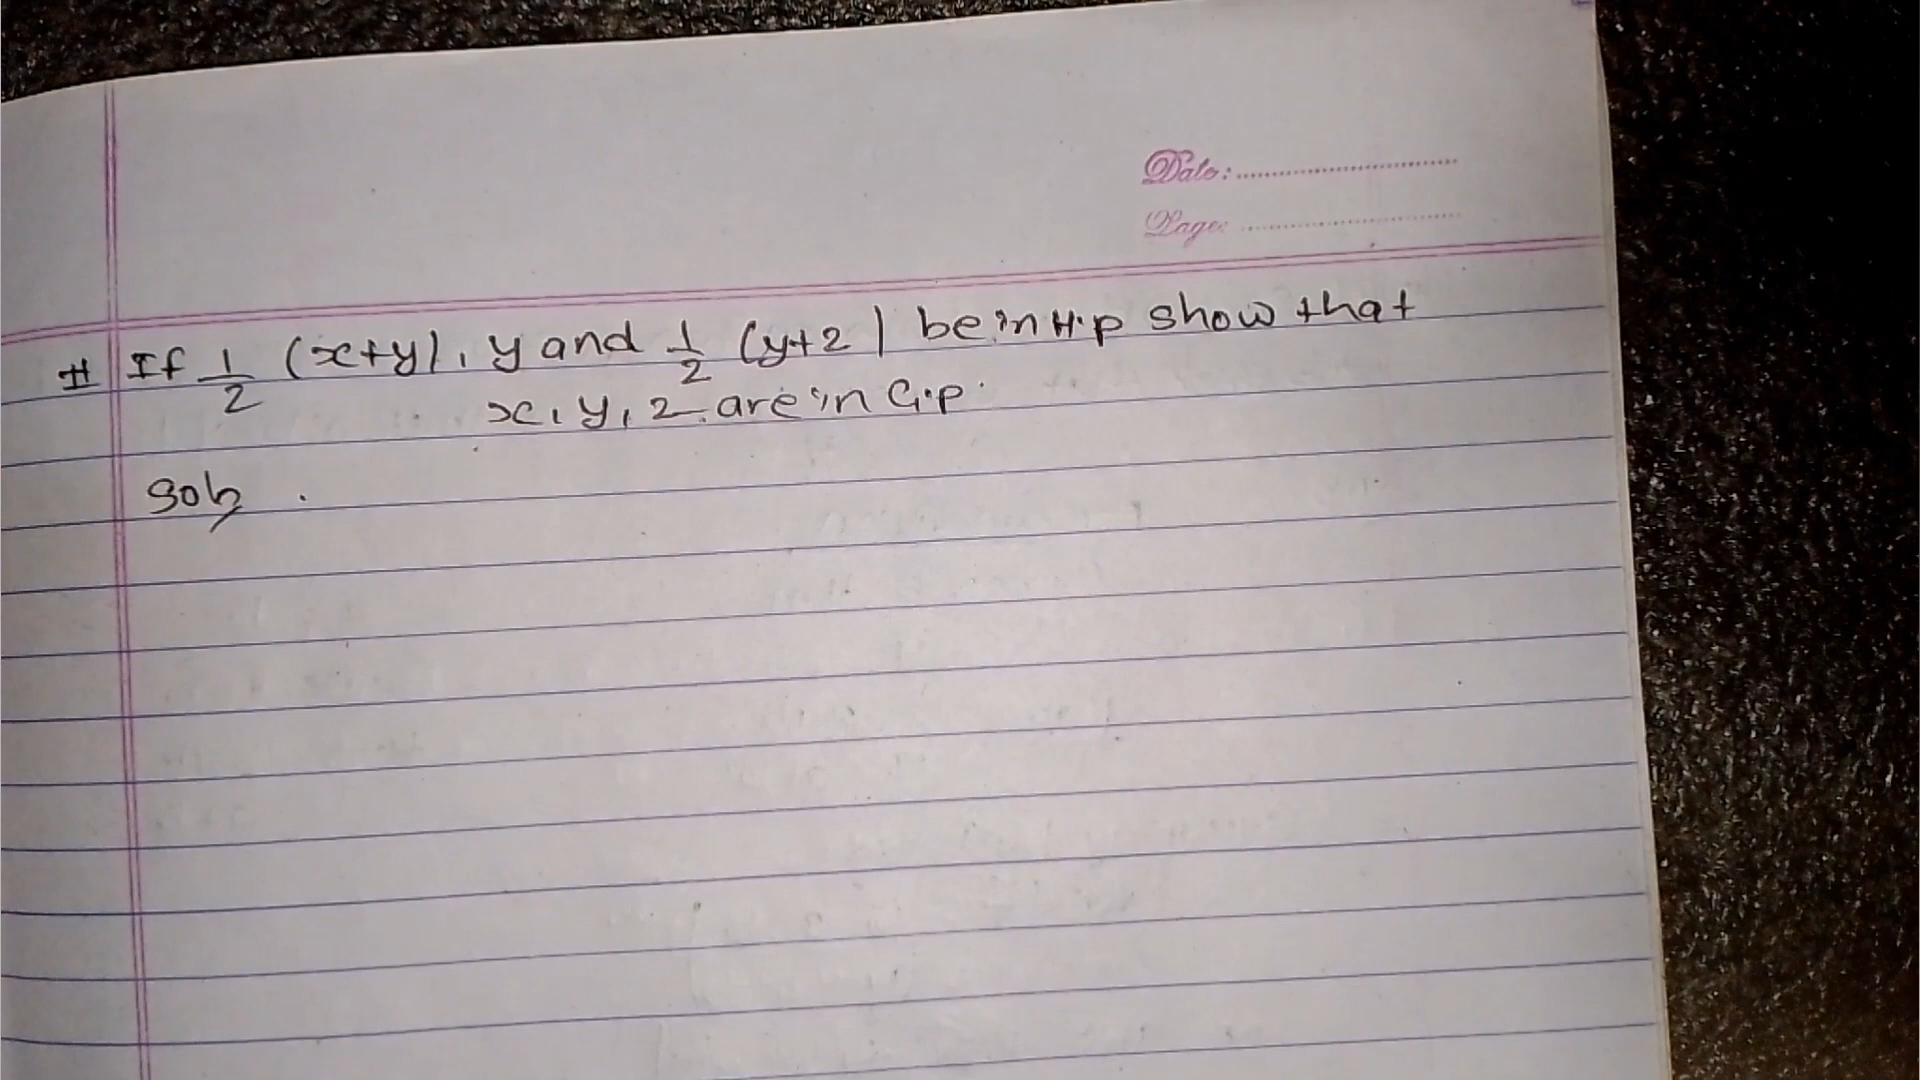 Date: ....................
Page: ....................
# If 1/2 (x+y), y and 1/2 (y+z) be in H.p show that
x, y, z are in G.p.
Soln .